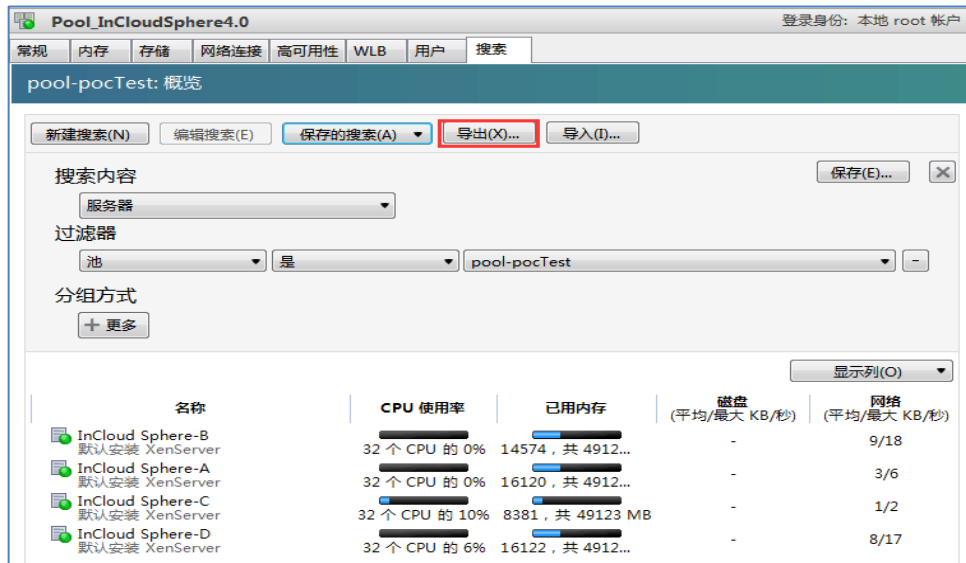 Pool_InCloudSphere4.0 登录身份: 本地 root 帐户
常规 内存 存储 网络连接 高可用性 WLB 用户 搜索
pool-pocTest: 概览
新建搜索(N) 编辑搜索(E) 保存的搜索(A) 导出(X)... 导入(I)...
搜索内容 保存(E)...
服务器
过滤器
池 是 pool-pocTest -
分组方式
+ 更多
显示列(O)
名称 CPU 使用率 已用内存 磁盘 网络
(平均/最大 KB/秒) (平均/最大 KB/秒)
InCloud Sphere-B
默认安装 XenServer 32 个 CPU 的 0% 14574，共 4912... - 9/18
InCloud Sphere-A
默认安装 XenServer 32 个 CPU 的 0% 16120，共 4912... - 3/6
InCloud Sphere-C
默认安装 XenServer 32 个 CPU 的 10% 8381，共 49123 MB - 1/2
InCloud Sphere-D
默认安装 XenServer 32 个 CPU 的 6% 16122，共 4912... - 8/17